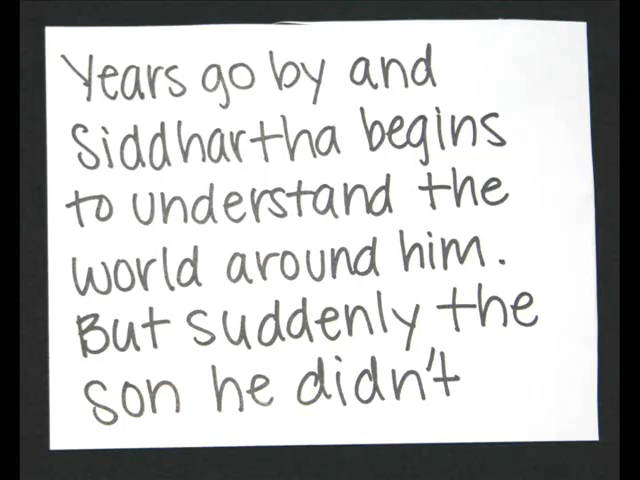 Years go by and
Siddhartha begins
to understand the
world around him.
But suddenly the
son he didn't